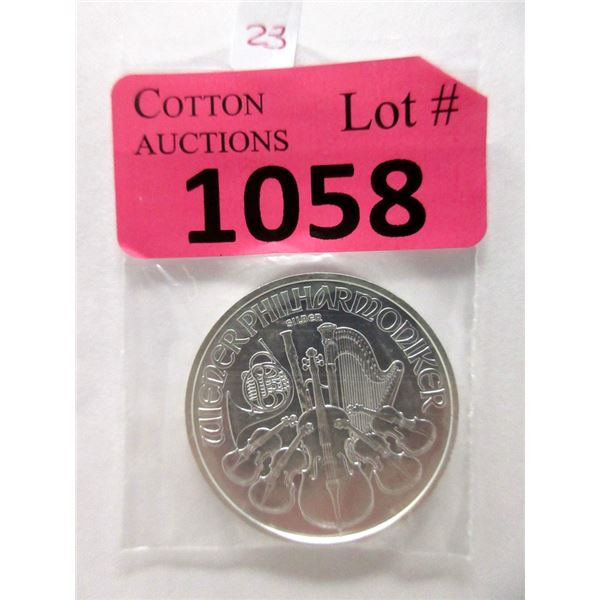 23
COTTON
AUCTIONS
Lot #
1058
WIENER PHILHARMONIKER
SILBER